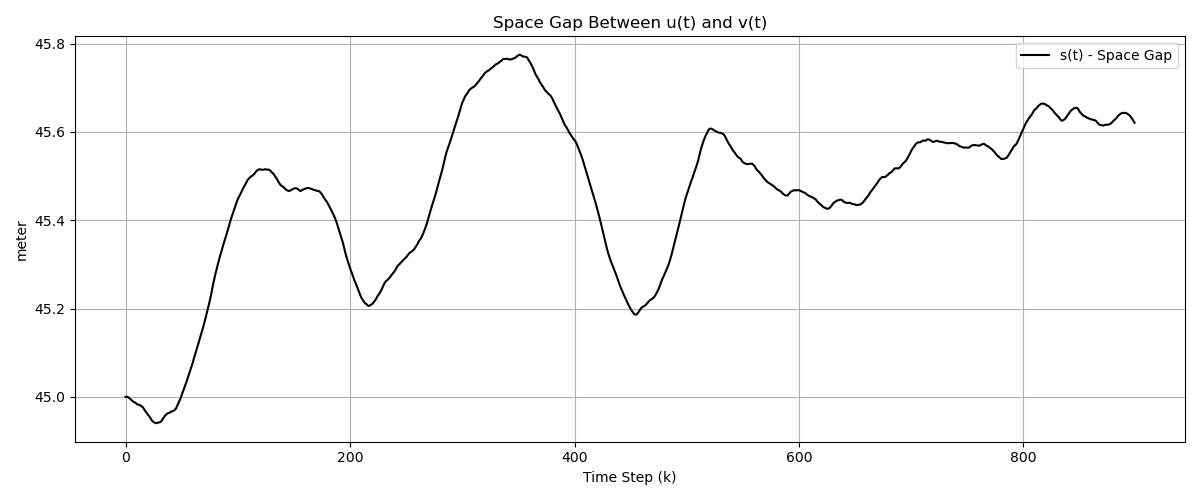 Space Gap Between u(t) and v(t)
s(t) - Space Gap
meter
45.8
45.6
45.4
45.2
45.0
0 200 400 600 800
Time Step (k)